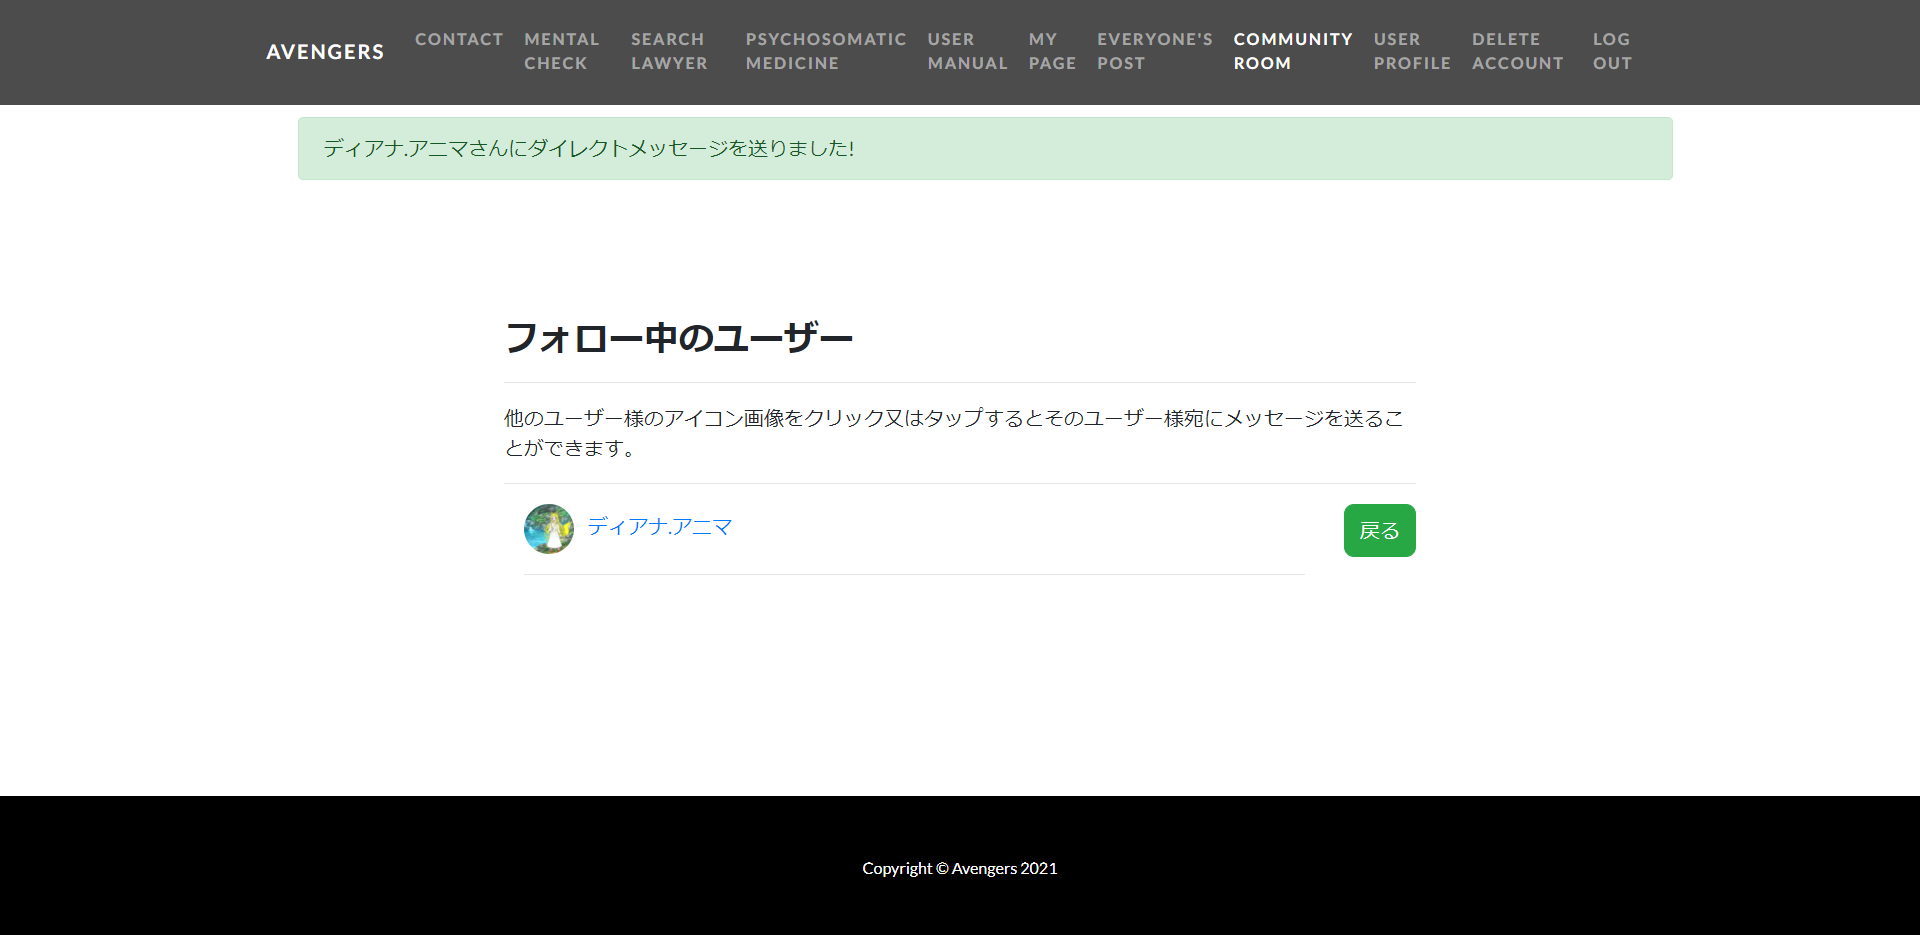 AVENGERS
CONTACT
MENTAL
CHECK
SEARCH
LAWYER
PSYCHOSOMATIC
MEDICINE
USER
MANUAL
MY
PAGE
EVERYONE'S
POST
COMMUNITY
ROOM
USER
PROFILE
DELETE
ACCOUNT
LOG
OUT
ディアナ.アニマさんにダイレクトメッセージを送りました!
フォロー中のユーザー
他のユーザー様のアイコン画像をクリック又はタップするとそのユーザー様宛にメッセージを送るこ
とができます。
ディアナ.アニマ
戻る
Copyright © Avengers 2021